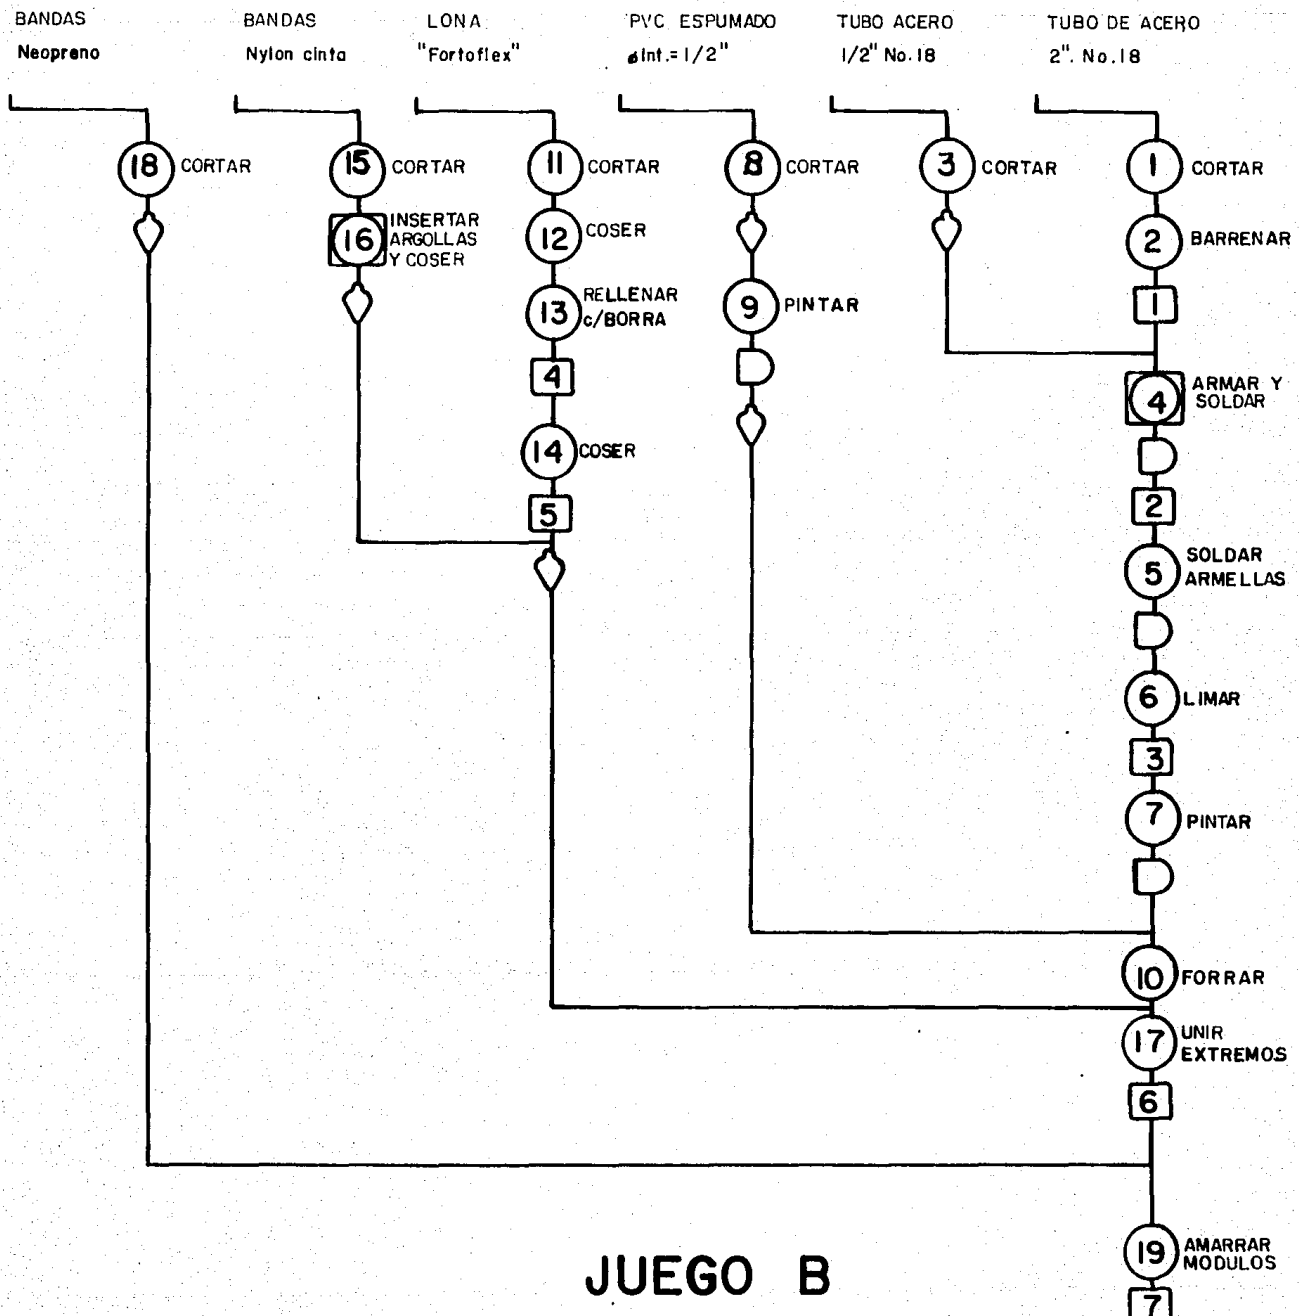 BANDAS
Neopreno
BANDAS
Nylon cinta
LONA
"Fortoflex"
PVC ESPUMADO
ø Int.= 1/2"
TUBO ACERO
1/2" No.18
TUBO DE ACERO
2". No.18
18 CORTAR
15 CORTAR
11 CORTAR
8 CORTAR
3 CORTAR
1 CORTAR
16 INSERTAR
ARGOLLAS
Y COSER
12 COSER
2 BARRENAR
13 RELLENAR
c/BORRA
9 PINTAR
1
4
4 ARMAR Y
SOLDAR
14 COSER
5
2
5 SOLDAR
ARMELLAS
6 LIMAR
3
7 PINTAR
10 FORRAR
17 UNIR
EXTREMOS
6
19 AMARRAR
MODULOS
7
JUEGO B